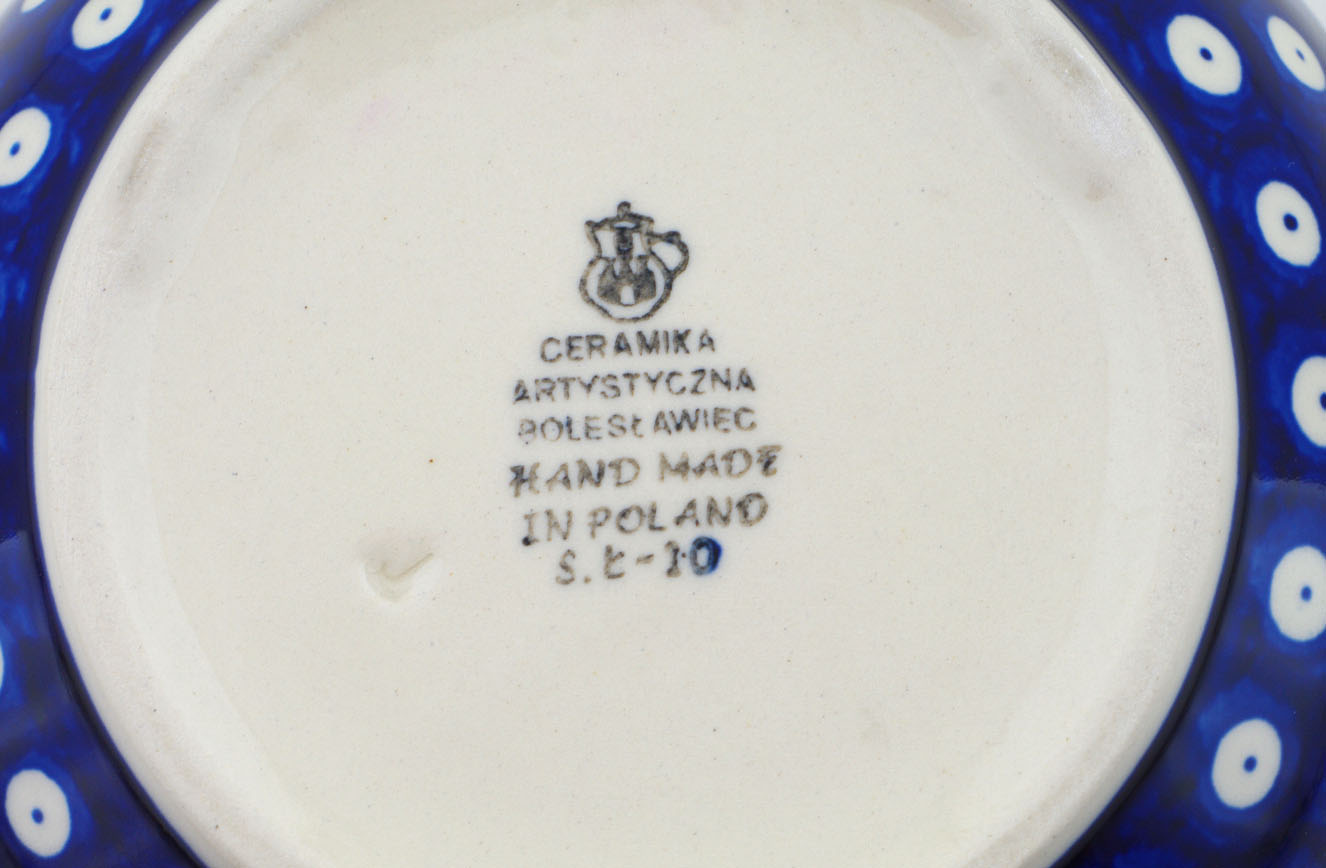 CERAMIKA
ARTYSTYCZNA
BOLESŁAWIEC
HAND MADE
IN POLAND
S.Ł-10